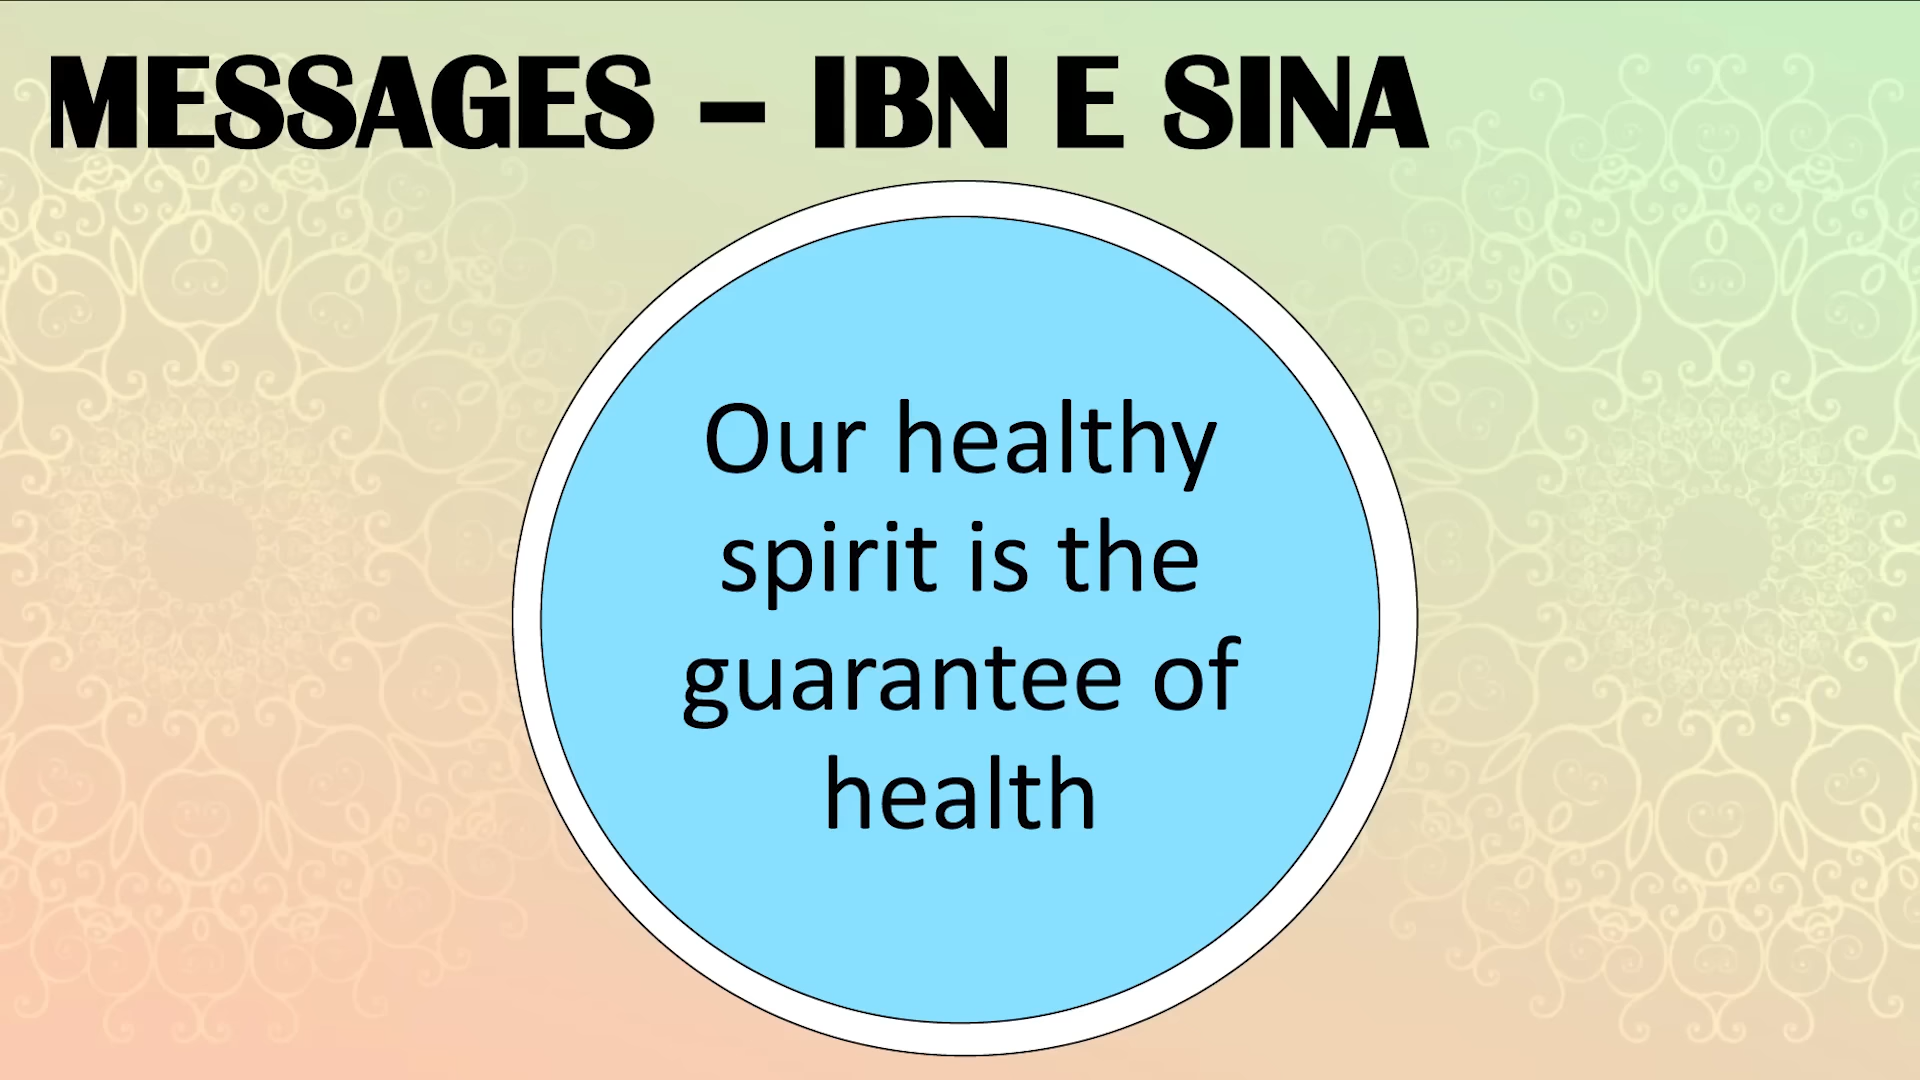 MESSAGES – IBN E SINA
Our healthy
spirit is the
guarantee of
health